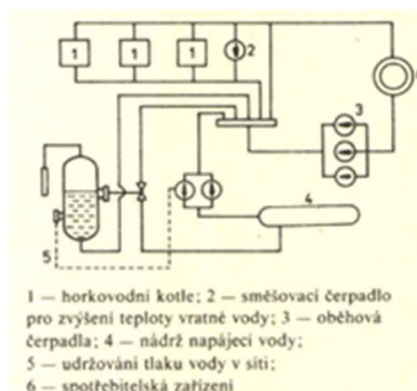 1 1 1 2
3
4
5
1 — horkovodní kotle; 2 — směšovací čerpadlo
pro zvýšení teploty vratné vody; 3 — oběhová
čerpadla; 4 — nádrž napájecí vody;
5 — udržování tlaku vody v síti;
6 — spotřebitelská zařízení